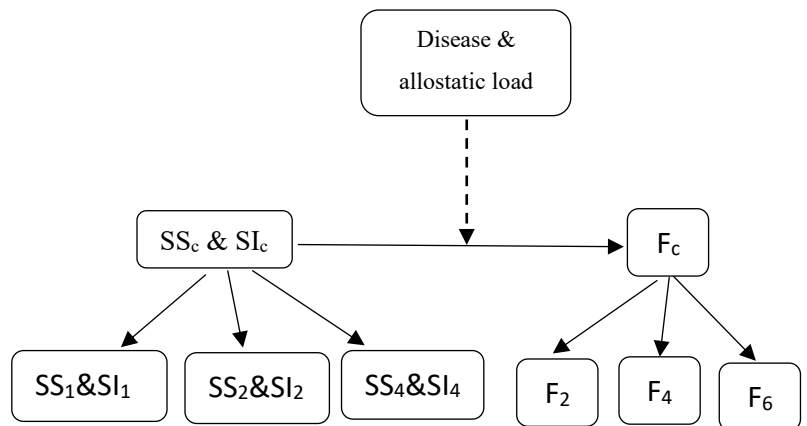 Disease &
allostatic load
SSc & SIc
Fc
SS1&SI1
SS2&SI2
SS4&SI4
F2
F4
F6